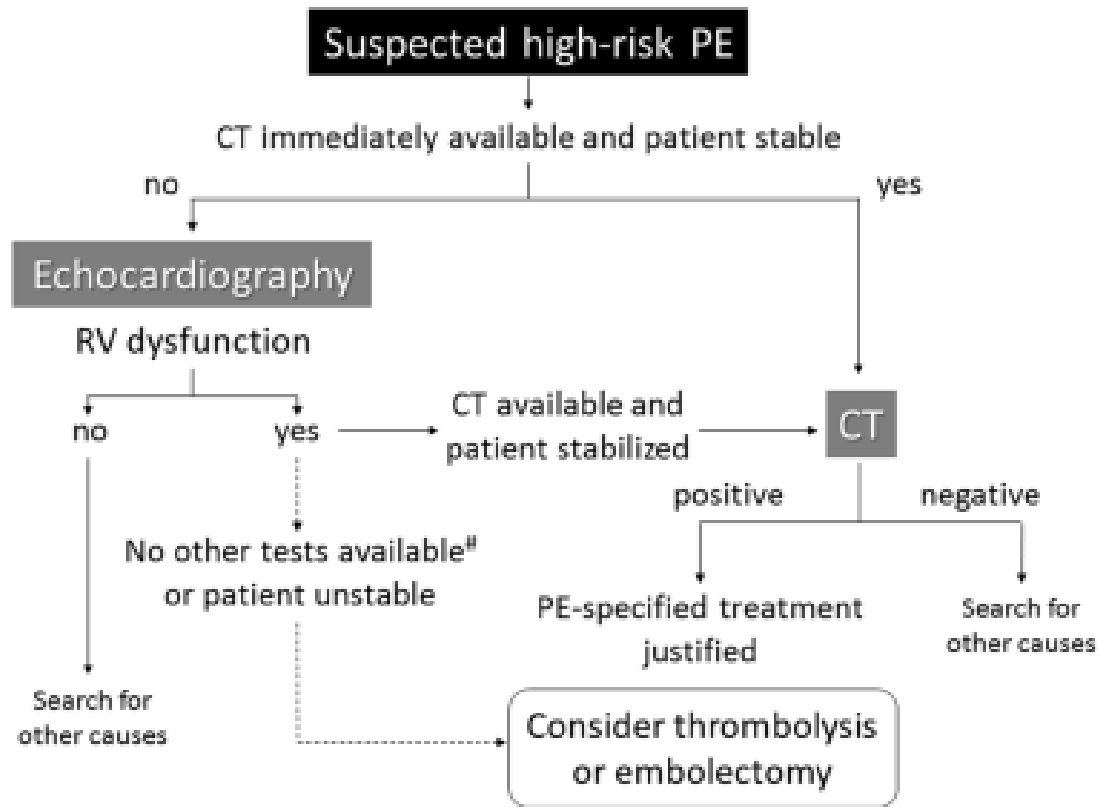 Suspected high-risk PE
CT immediately available and patient stable
no
yes
Echocardiography
RV dysfunction
no
yes
CT available and
patient stabilized
CT
positive
negative
No other tests available#
or patient unstable
PE-specified treatment
justified
Search for
other causes
Search for
other causes
Consider thrombolysis
or embolectomy